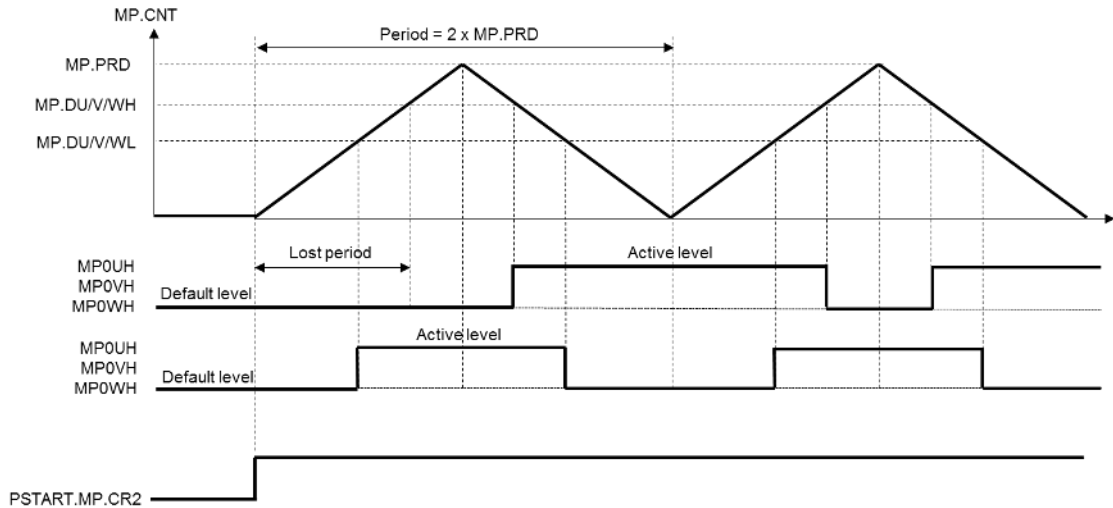 MP.CNT
Period = 2 x MP.PRD
MP.PRD
MP.DU/V/WH
MP.DU/V/WL
Lost period
Active level
MP0UH
MP0VH
MP0WH
Default level
Active level
MP0UH
MP0VH
MP0WH
Default level
PSTART.MP.CR2